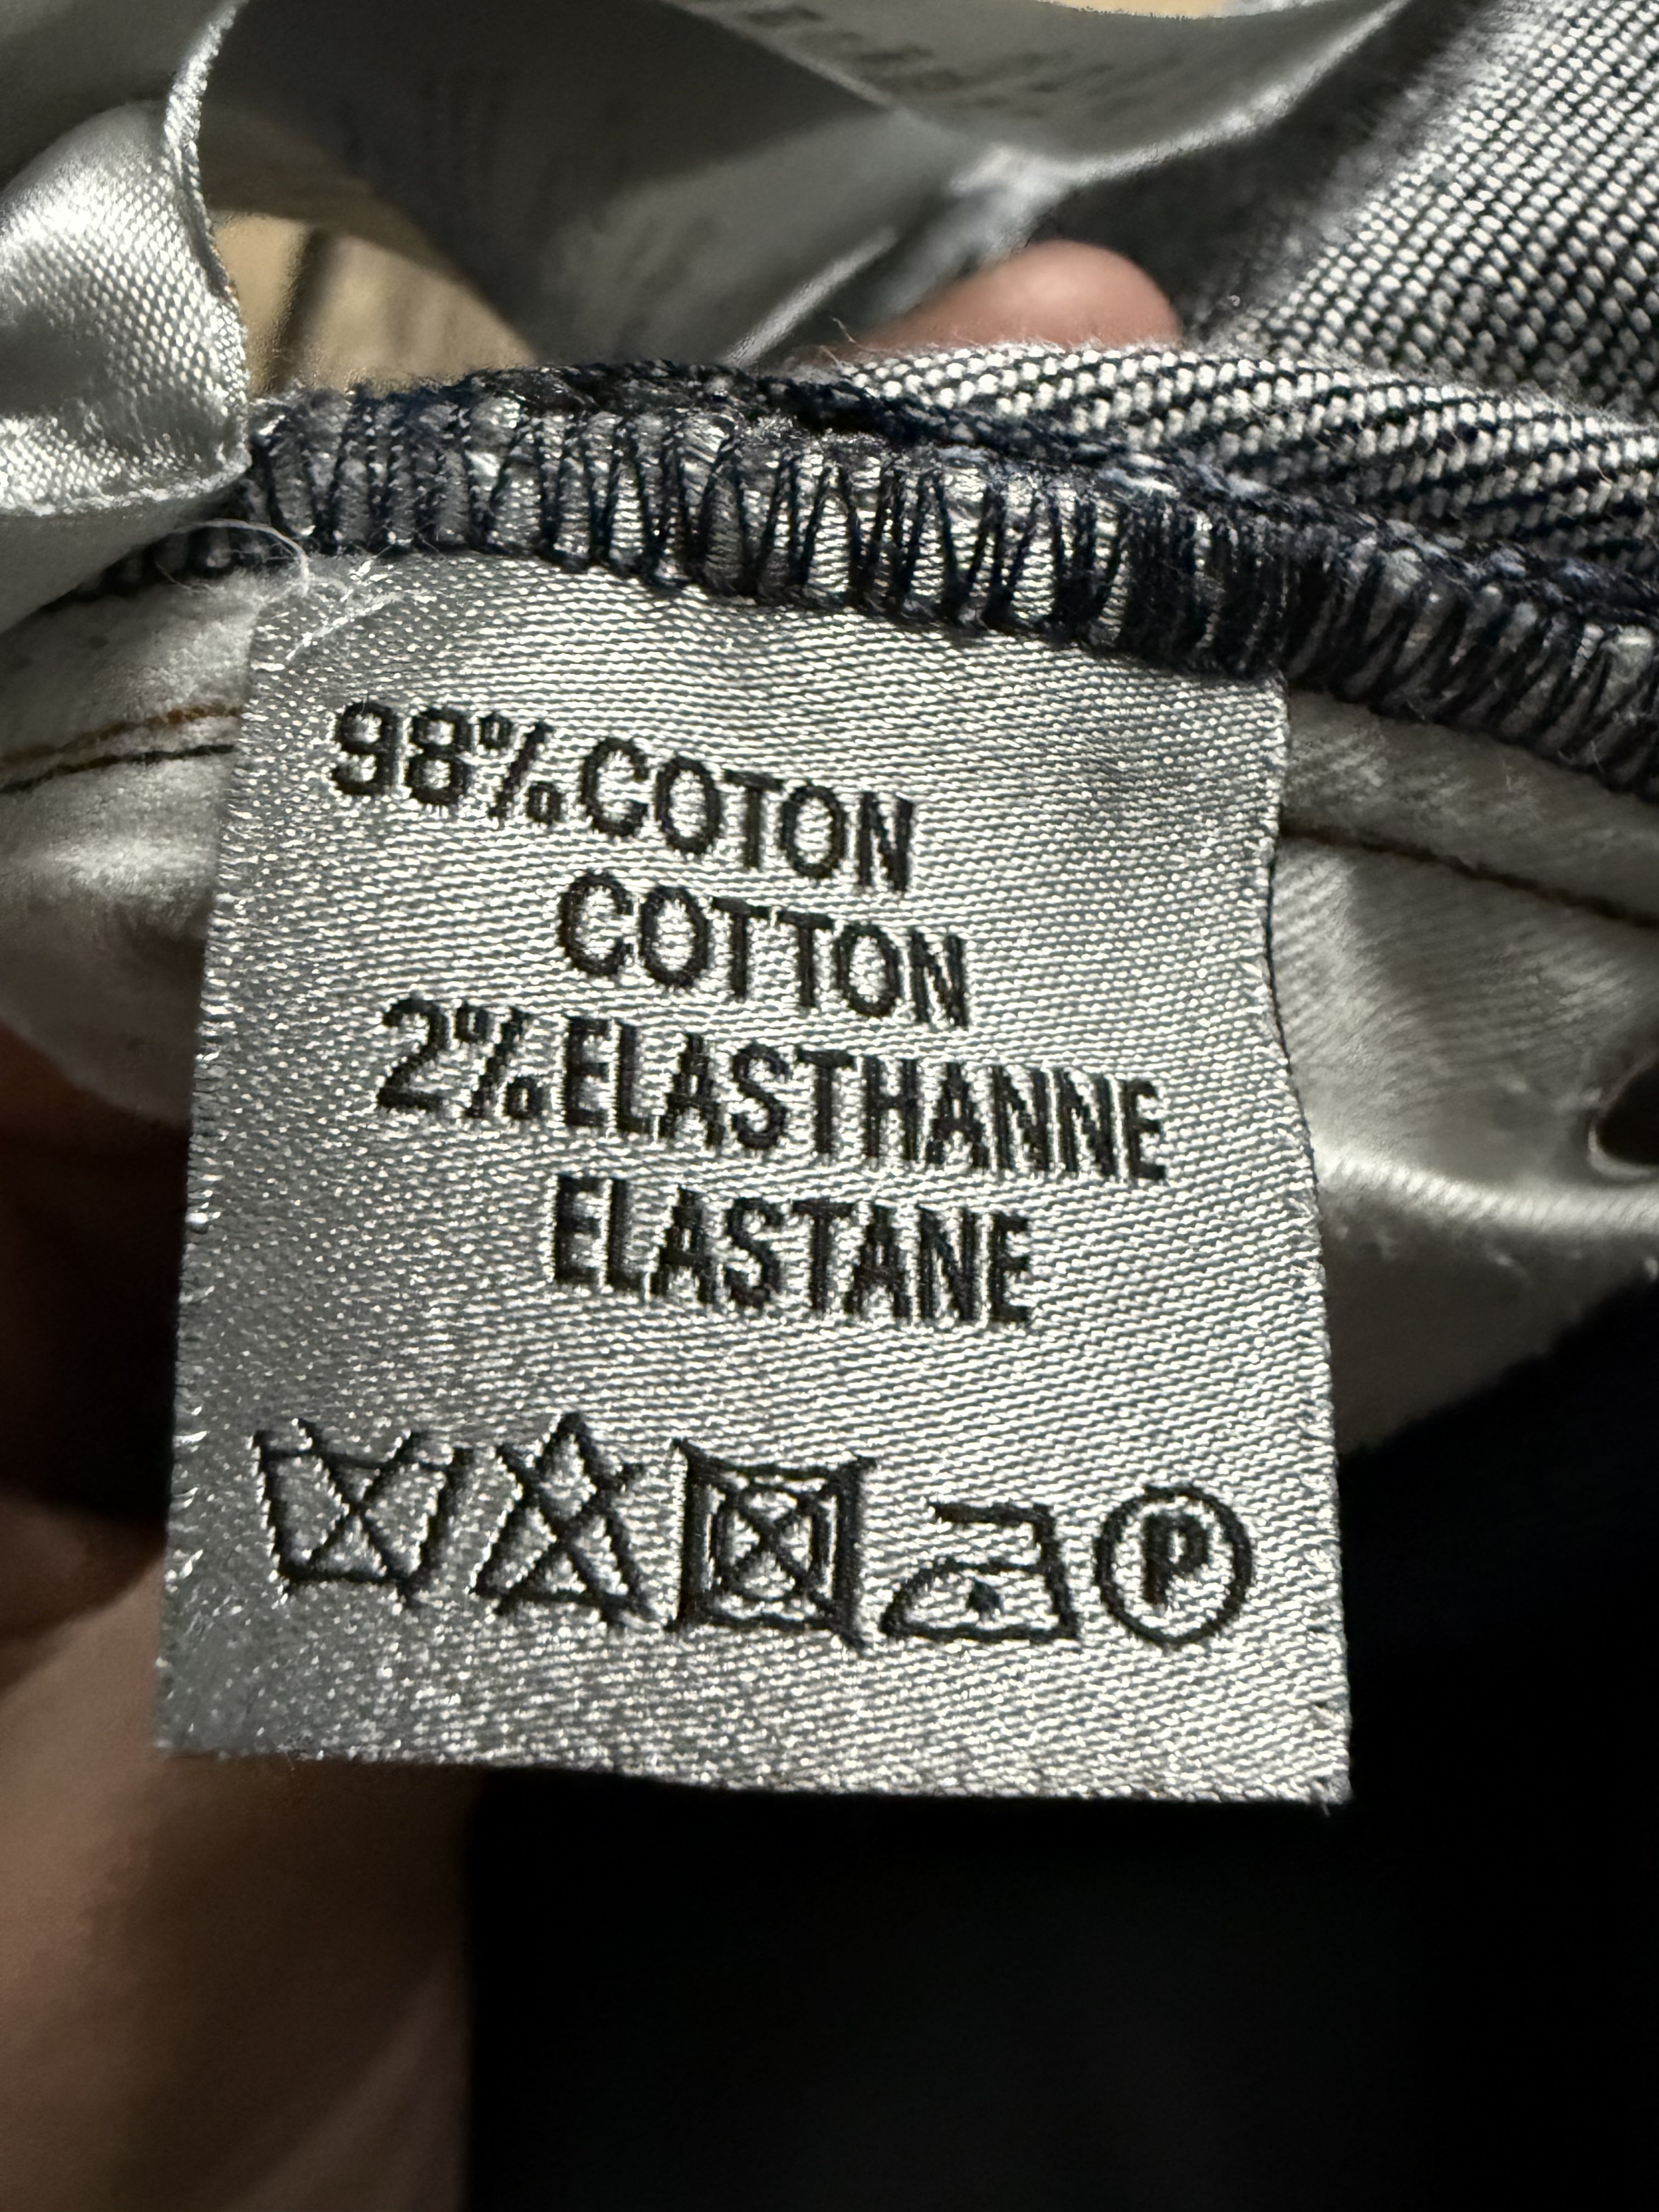 98% COTON
COTTON
2% ELASTHANNE
ELASTANE
P